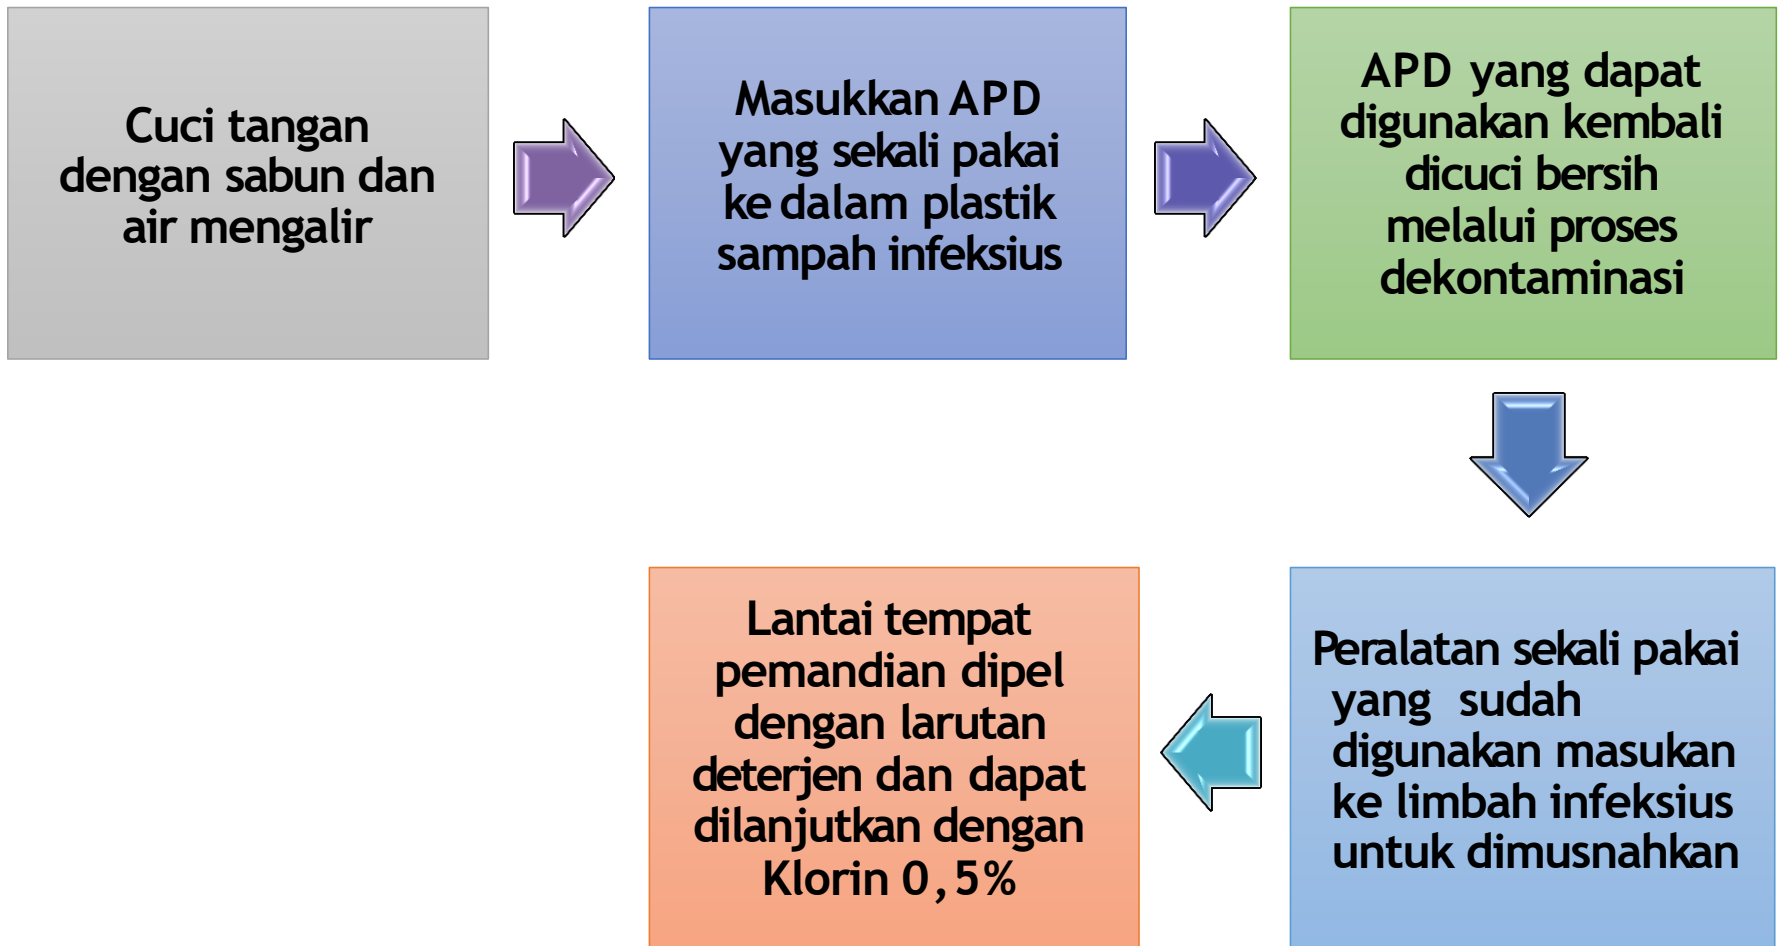 Cuci tangan
dengan sabun dan
air mengalir
Masukkan APD
yang sekali pakai
ke dalam plastik
sampah infeksius
APD yang dapat
digunakan kembali
dicuci bersih
melalui proses
dekontaminasi
Peralatan sekali pakai
yang sudah
digunakan masukan
ke limbah infeksius
untuk dimusnahkan
Lantai tempat
pemandian dipel
dengan larutan
deterjen dan dapat
dilanjutkan dengan
Klorin 0,5%